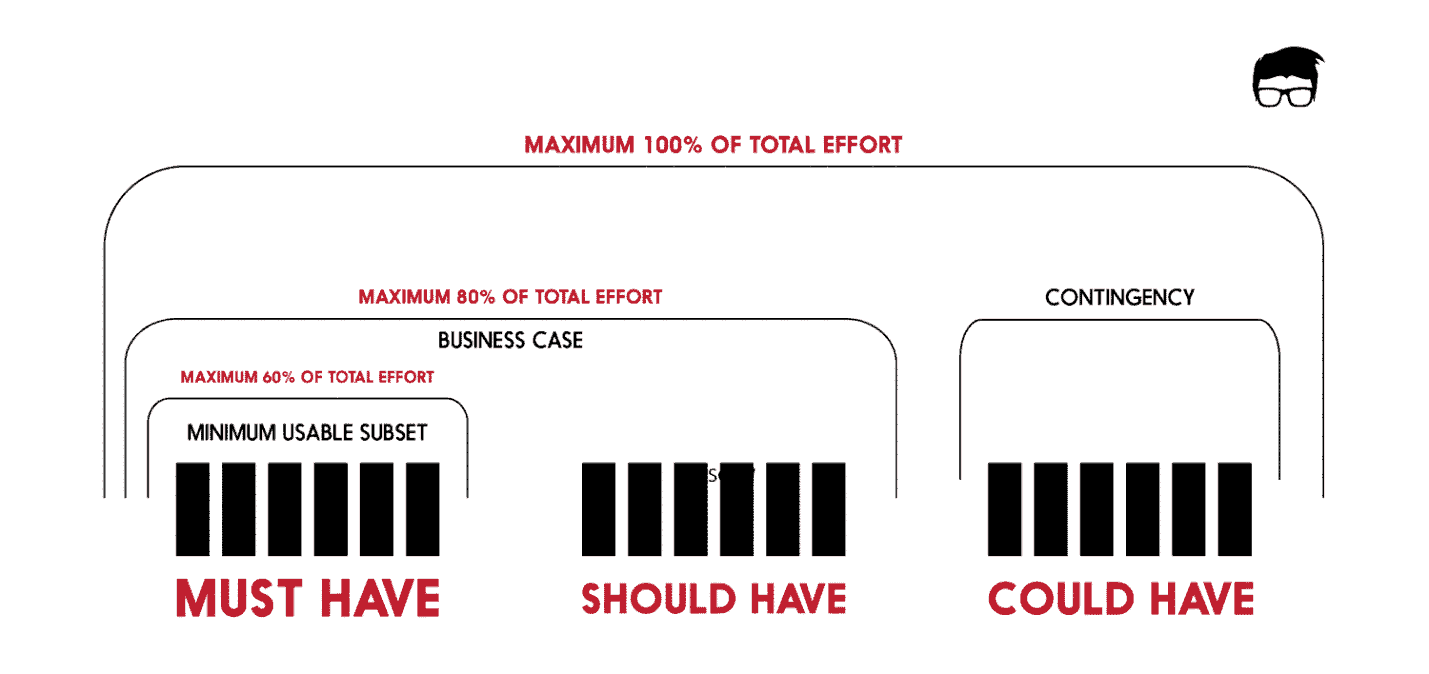 MAXIMUM 100% OF TOTAL EFFORT
MAXIMUM 80% OF TOTAL EFFORT
CONTINGENCY
BUSINESS CASE
MAXIMUM 60% OF TOTAL EFFORT
MINIMUM USABLE SUBSET
MUST HAVE
SHOULD HAVE
COULD HAVE